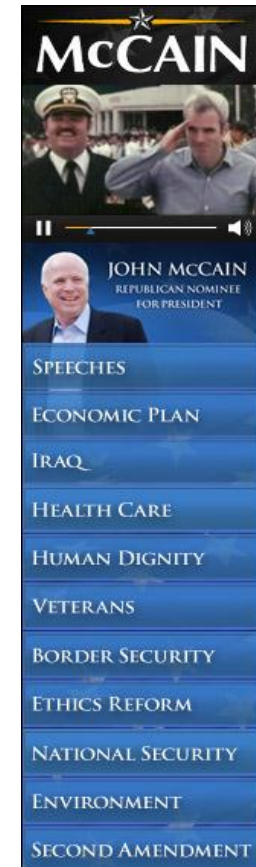 McCAIN
JOHN McCAIN
REPUBLICAN NOMINEE
FOR PRESIDENT
SPEECHES
ECONOMIC PLAN
IRAQ
HEALTH CARE
HUMAN DIGNITY
VETERANS
BORDER SECURITY
ETHICS REFORM
NATIONAL SECURITY
ENVIRONMENT
SECOND AMENDMENT